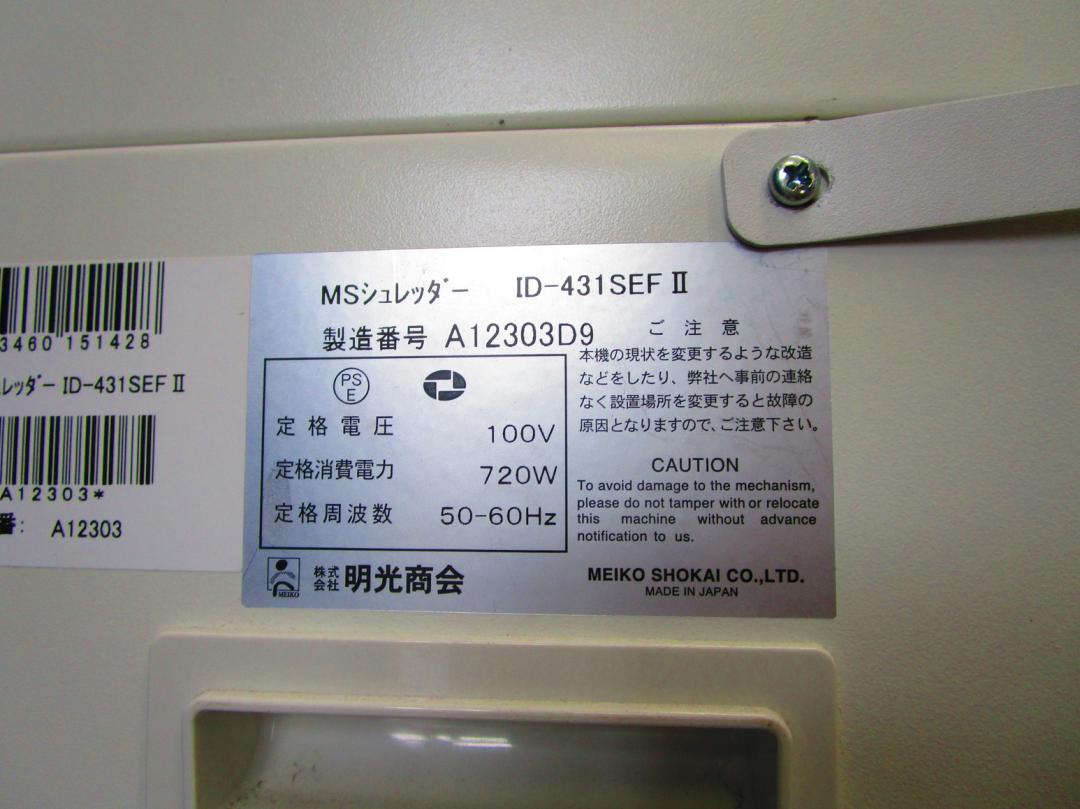 3460 151428
シュレッダー ID-431SEFⅡ
A12303*
番: A12303
MSシュレッダー ID-431SEFⅡ
製造番号 A12303D9
PS
E
定格電圧 100V
定格消費電力 720W
定格周波数 50-60Hz
MEIKO
株式会社 明光商会
ご注意
本機の現状を変更するような改造
などをしたり、弊社へ事前の連絡
なく設置場所を変更すると故障の
原因となりますので、ご注意下さい。
CAUTION
To avoid damage to the mechanism,
please do not tamper with or relocate
this machine without advance
notification to us.
MEIKO SHOKAI CO.,LTD.
MADE IN JAPAN